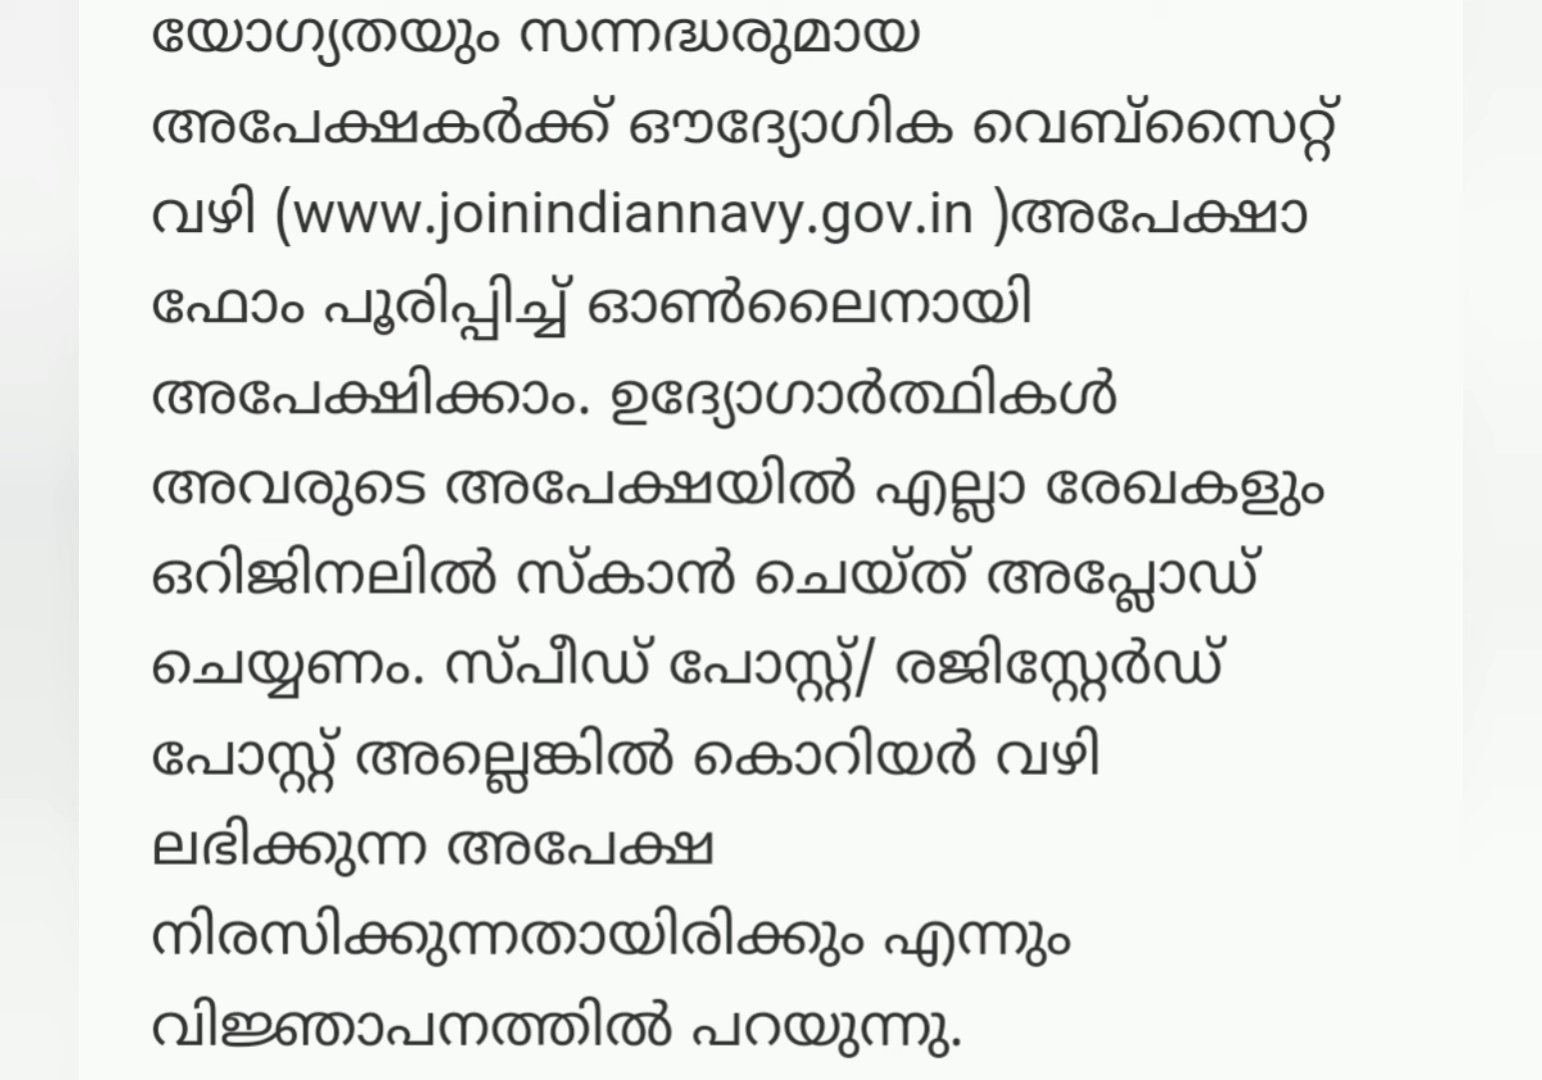 യോഗ്യതയും സന്നദ്ധരുമായ
അപേക്ഷകർക്ക് ഔദ്യോഗിക വെബ്സൈറ്റ്
വഴി (www.joinindiannavy.gov.in )അപേക്ഷാ
ഫോം പൂരിപ്പിച്ച് ഓൺലൈനായി
അപേക്ഷിക്കാം. ഉദ്യോഗാർത്ഥികൾ
അവരുടെ അപേക്ഷയിൽ എല്ലാ രേഖകളും
ഒറിജിനലിൽ സ്കാൻ ചെയ്ത് അപ്ലോഡ്
ചെയ്യണം. സ്പീഡ് പോസ്റ്റ്/ രജിസ്റ്റേർഡ്
പോസ്റ്റ് അല്ലെങ്കിൽ കൊറിയർ വഴി
ലഭിക്കുന്ന അപേക്ഷ
നിരസിക്കുന്നതായിരിക്കും എന്നും
വിജ്ഞാപനത്തിൽ പറയുന്നു.